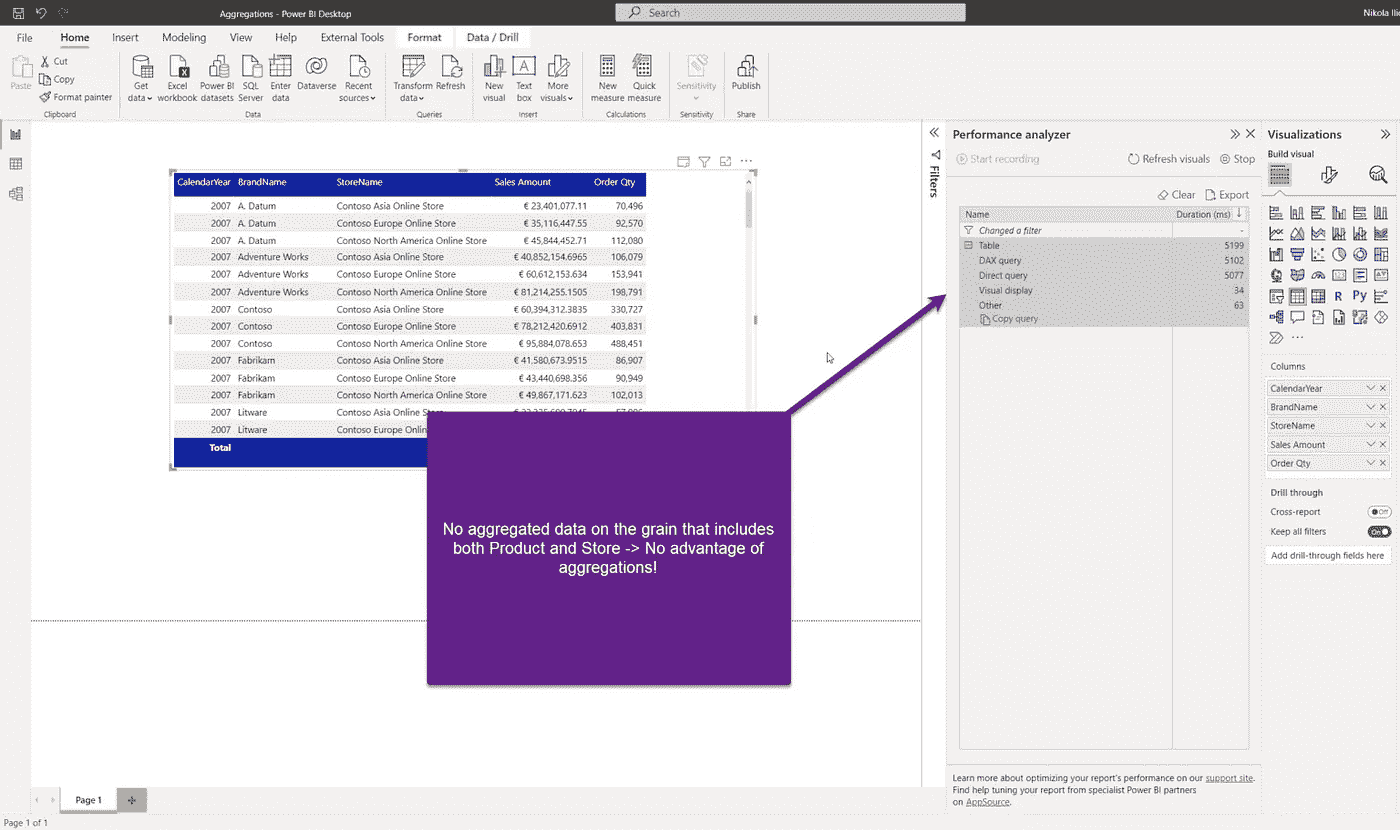 Aggregations - Power BI Desktop
Search
Nikola Ili
File Home Insert Modeling View Help External Tools Format Data / Drill
Paste
Cut
Copy
Format painter
Clipboard
Get data
Excel workbook
Power BI datasets
SQL Server
Enter data
Dataverse
Recent sources
Data
Transform data
Refresh
Queries
New visual
Text box
More visuals
Insert
New measure
Quick measure
Calculations
Sensitivity
Sensitivity
Publish
Share
CalendarYear BrandName StoreName Sales Amount Order Qty
2007 A. Datum Contoso Asia Online Store € 23,401,077.11 70,496
2007 A. Datum Contoso Europe Online Store € 35,116,447.55 92,570
2007 A. Datum Contoso North America Online Store € 45,844,452.71 112,080
2007 Adventure Works Contoso Asia Online Store € 40,852,154.6965 106,079
2007 Adventure Works Contoso Europe Online Store € 60,612,153.634 153,941
2007 Adventure Works Contoso North America Online Store € 81,214,255.1505 198,791
2007 Contoso Contoso Asia Online Store € 60,394,312.3835 330,727
2007 Contoso Contoso Europe Online Store € 78,212,420.6912 403,831
2007 Contoso Contoso North America Online Store € 95,884,078.653 488,451
2007 Fabrikam Contoso Asia Online Store € 41,580,673.9515 86,907
2007 Fabrikam Contoso Europe Online Store € 43,440,698.356 90,949
2007 Fabrikam Contoso North America Online Store € 49,867,171.623 102,013
2007 Litware Contoso Asia Online
2007 Litware Contoso Europe Onlin
Total
No aggregated data on the grain that includes
both Product and Store -> No advantage of
aggregations!
Filters
Performance analyzer
Start recording Refresh visuals Stop
Clear Export
Name Duration (ms)
Changed a filter -
Table 5199
DAX query 5102
Direct query 5077
Visual display 34
Other 63
Copy query
Learn more about optimizing your report's performance on our support site.
Find help tuning your report from specialist Power BI partners
on AppSource.
Visualizations
Build visual
123
R Py
Columns
CalendarYear
BrandName
StoreName
Sales Amount
Order Qty
Drill through
Cross-report Off
Keep all filters On
Add drill-through fields here
Page 1
Page 1 of 1